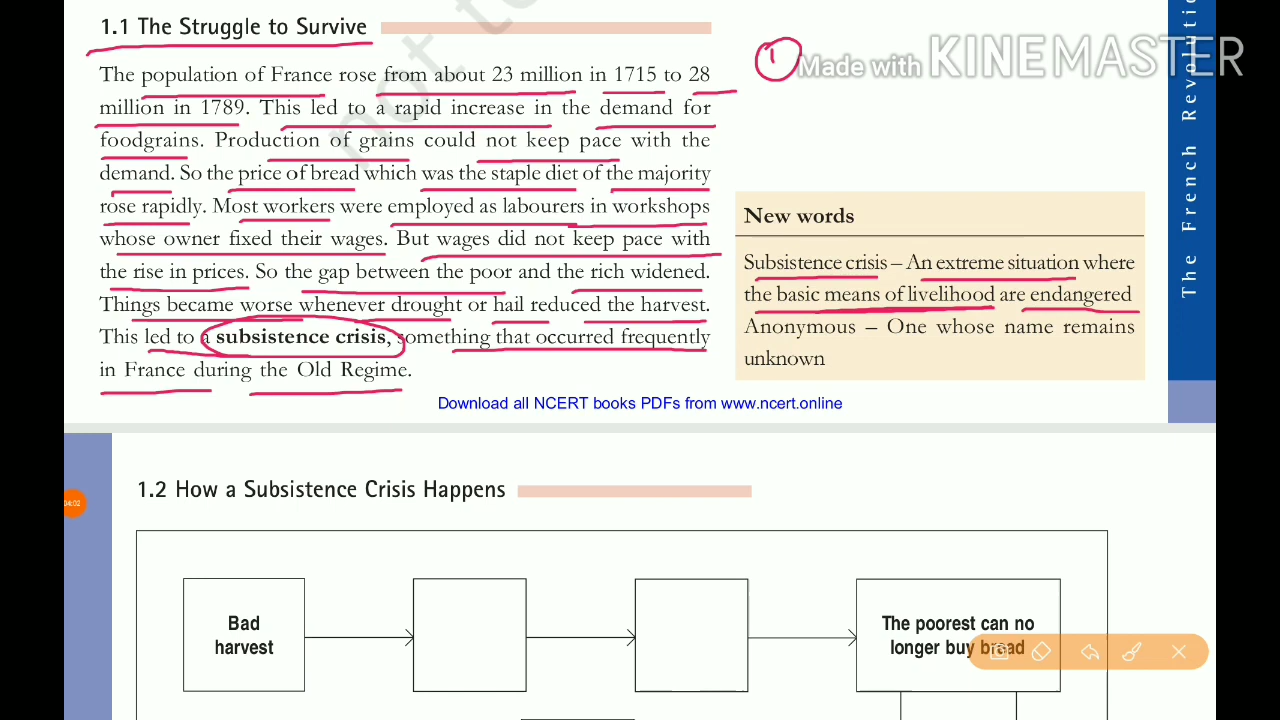 1.1 The Struggle to Survive
The population of France rose from about 23 million in 1715 to 28
million in 1789. This led to a rapid increase in the demand for
foodgrains. Production of grains could not keep pace with the
demand. So the price of bread which was the staple diet of the majority
rose rapidly. Most workers were employed as labourers in workshops
whose owner fixed their wages. But wages did not keep pace with
the rise in prices. So the gap between the poor and the rich widened.
Things became worse whenever drought or hail reduced the harvest.
This led to a subsistence crisis, something that occurred frequently
in France during the Old Regime.
1
Made with KINEMASTER
The French Revoluti
New words
Subsistence crisis – An extreme situation where
the basic means of livelihood are endangered
Anonymous – One whose name remains
unknown
Download all NCERT books PDFs from www.ncert.online
04:02
1.2 How a Subsistence Crisis Happens
Bad
harvest
The poorest can no
longer buy bread